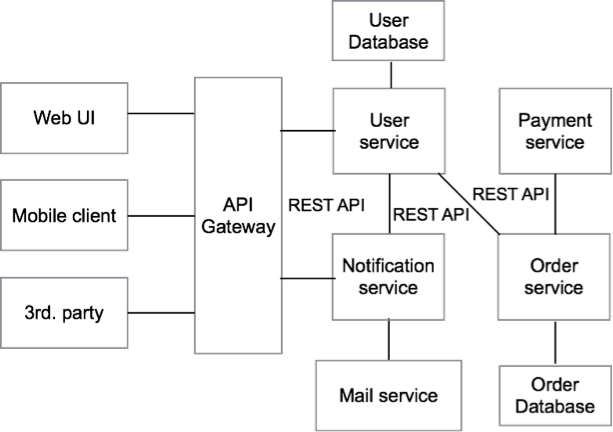 User
Database
Web UI
User
service
Payment
service
Mobile client
API
Gateway
REST API
REST API
REST API
Notification
service
Order
service
3rd. party
Mail service
Order
Database